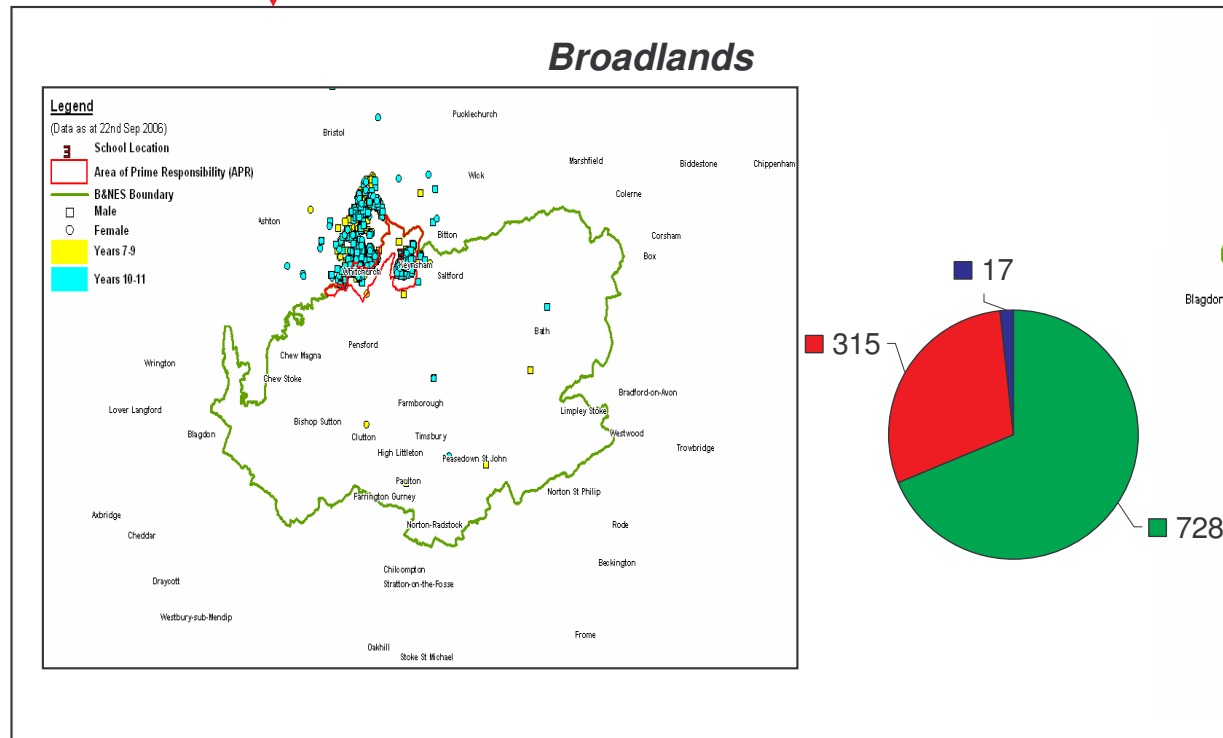 Broadlands
Legend
(Data as at 22nd Sep 2006)
School Location
Area of Prime Responsibility (APR)
B&NES Boundary
Male
Female
Years 7-9
Years 10-11
Pucklechurch
Bristol
Marshfield
Biddestone
Chippenham
Wick
Colerne
Ashton
Bitton
Corsham
Box
Whitchurch
Keynsham
Saltford
Bath
Pensford
Chew Magna
Wrington
Chew Stoke
Bradford-on-Avon
Lover Langford
Farmborough
Limpley Stoke
Bishop Sutton
Blagdon
Clutton
Timsbury
Westwood
Trowbridge
High Littleton
Peasedown St John
Paulton
Farrington Gurney
Norton St Philip
Axbridge
Norton-Radstock
Rode
Cheddar
Beckington
Chilcompton
Draycott
Stratton-on-the-Fosse
Westbury-sub-Mendip
Frome
Oakhill
Stoke St Michael
17
315
728
Blagdon